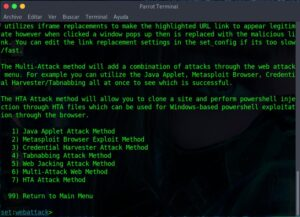 Parrot Terminal
Archivo Editar Ver Buscar Terminal Ayuda
utilizes iframe replacements to make the highlighted URL link to appear legitim
ate however when clicked a window pops up then is replaced with the malicious li
nk. You can edit the link replacement settings in the set_config if its too slow
/fast.
The Multi-Attack method will add a combination of attacks through the web attack
menu. For example you can utilize the Java Applet, Metasploit Browser, Credenti
al Harvester/Tabnabbing all at once to see which is successful.
The HTA Attack method will allow you to clone a site and perform powershell inje
ction through HTA files which can be used for Windows-based powershell exploitat
ion through the browser.
1) Java Applet Attack Method
2) Metasploit Browser Exploit Method
3) Credential Harvester Attack Method
4) Tabnabbing Attack Method
5) Web Jacking Attack Method
6) Multi-Attack Web Method
7) HTA Attack Method
99) Return to Main Menu
set:webattack>